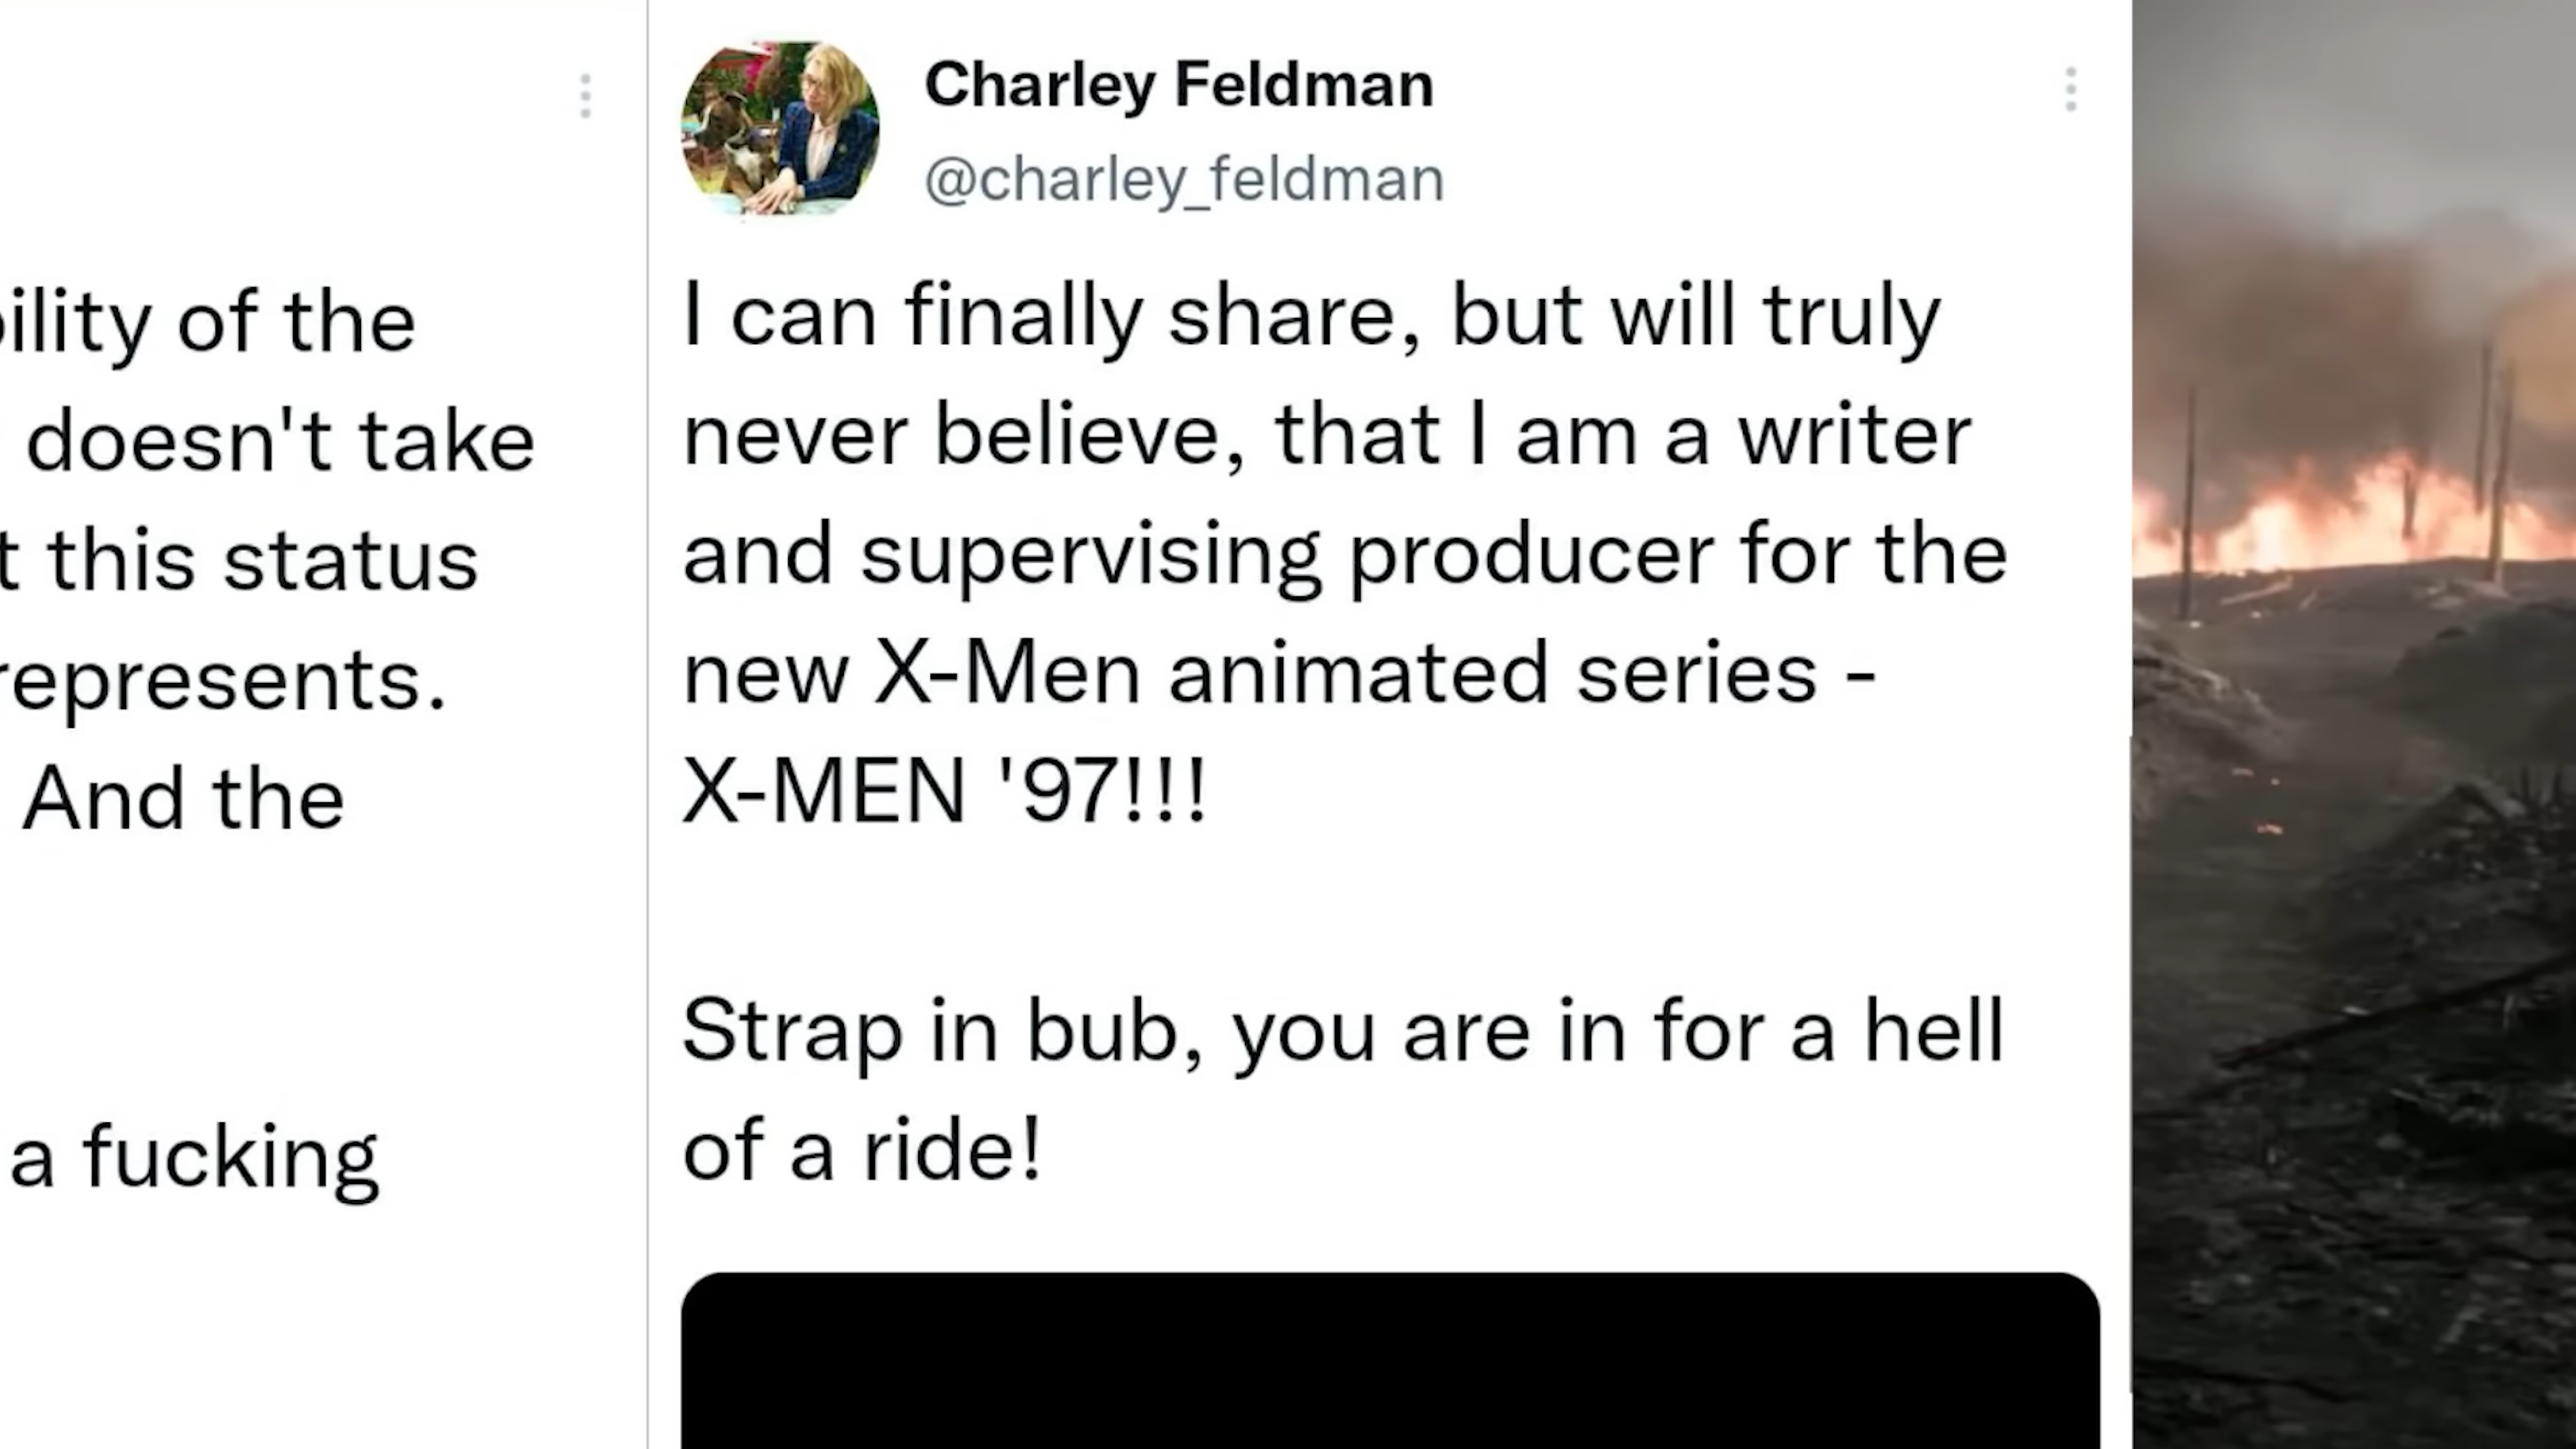 ility of the
doesn't take
t this status
represents.
And the
a fucking
Charley Feldman
@charley_feldman
I can finally share, but will truly
never believe, that I am a writer
and supervising producer for the
new X-Men animated series -
X-MEN '97!!!
Strap in bub, you are in for a hell
of a ride!